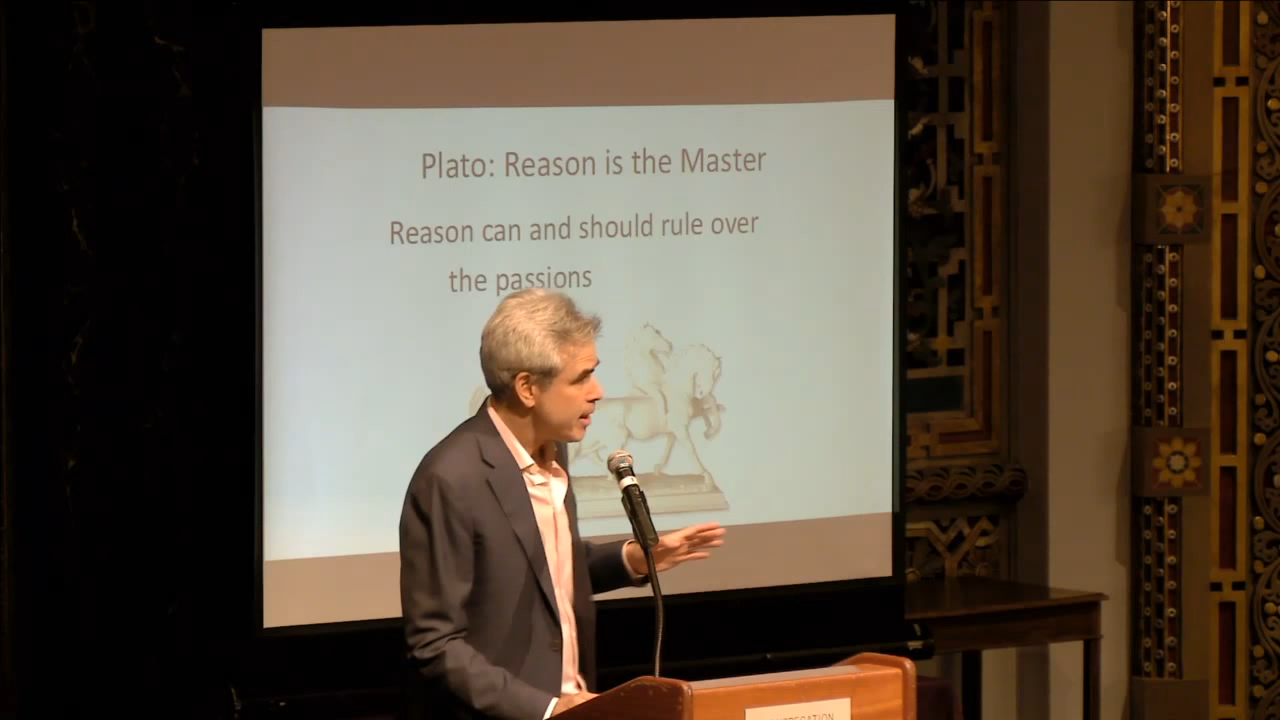 Plato: Reason is the Master
Reason can and should rule over
the passions